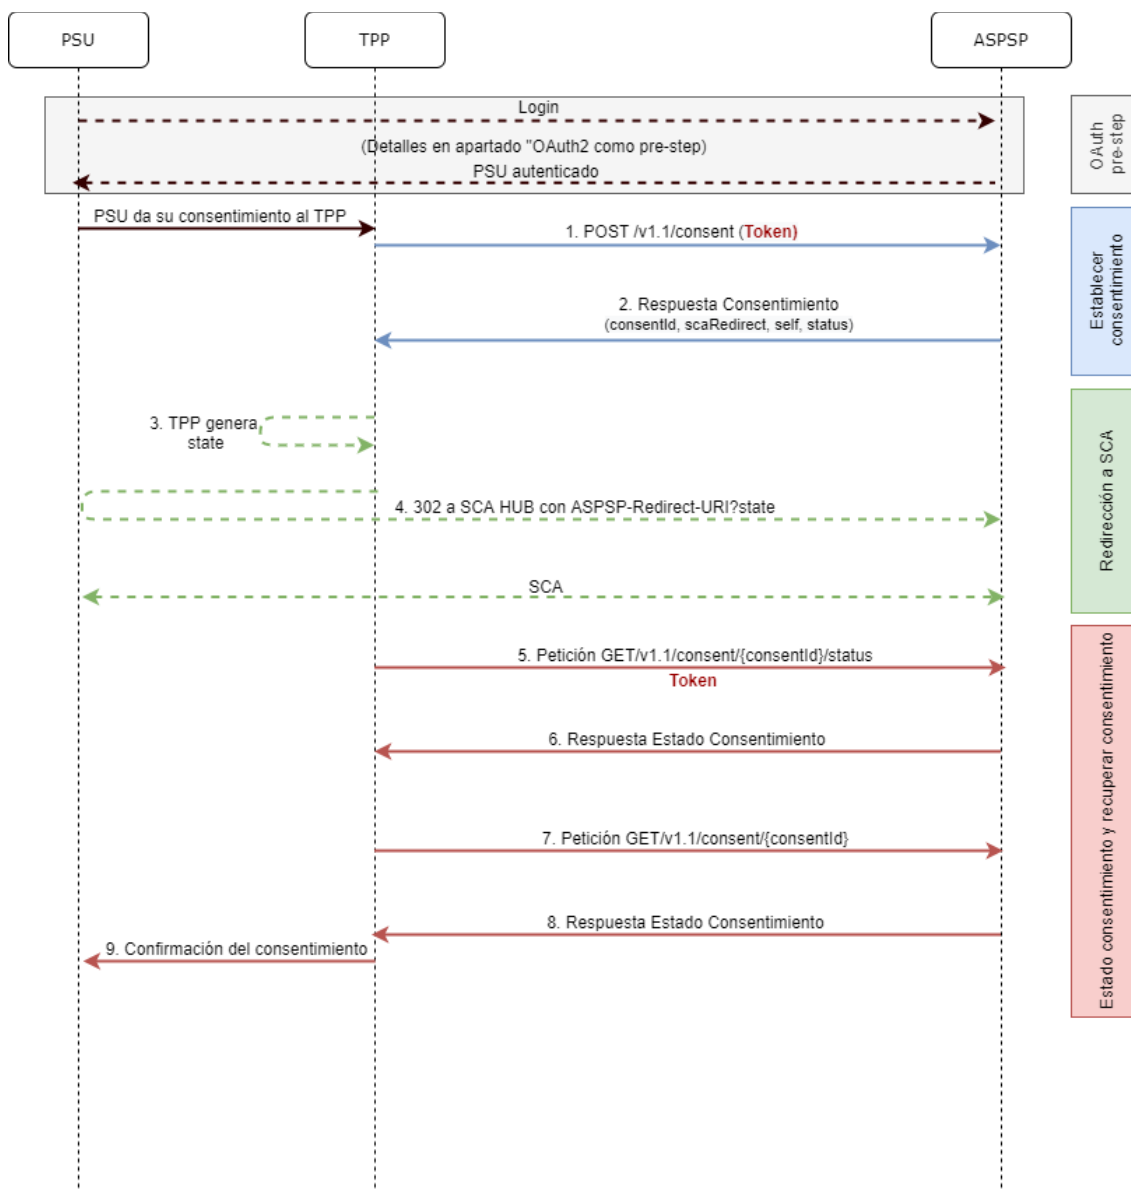 PSU
TPP
ASPSP
Login
(Detalles en apartado "OAuth2 como pre-step)
PSU autenticado
OAuth
pre-step
PSU da su consentimiento al TPP
1. POST /v1.1/consent (Token)
2. Respuesta Consentimiento
(consentId, scaRedirect, self, status)
Establecer
consentimiento
3. TPP genera
state
4. 302 a SCA HUB con ASPSP-Redirect-URI?state
SCA
Redirección a SCA
5. Petición GET/v1.1/consent/{consentId}/status
Token
6. Respuesta Estado Consentimiento
7. Petición GET/v1.1/consent/{consentId}
8. Respuesta Estado Consentimiento
9. Confirmación del consentimiento
Estado consentimiento y recuperar consentimiento